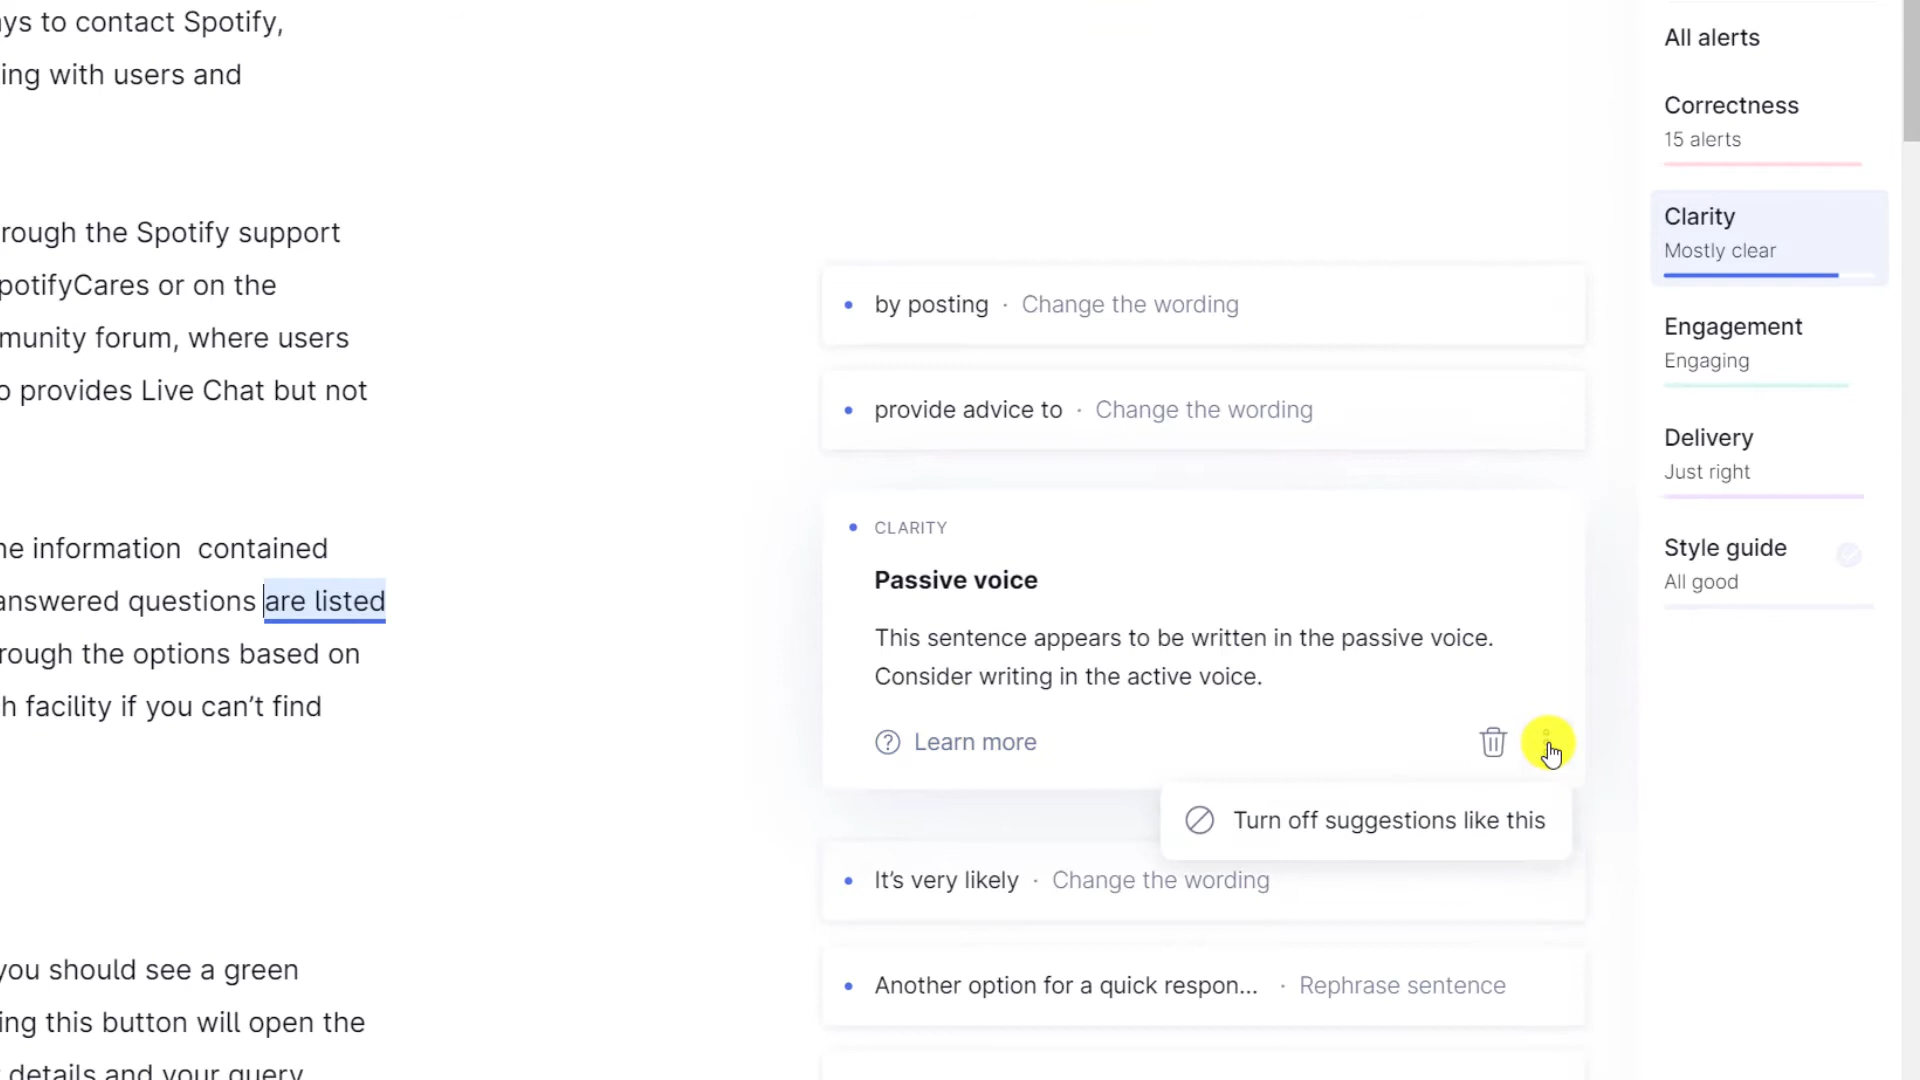 ys to contact Spotify,
ing with users and
rough the Spotify support
potifyCares or on the
munity forum, where users
o provides Live Chat but not
ne information  contained
answered questions are listed
rough the options based on
h facility if you can't find
you should see a green
ing this button will open the
details and your query
by posting · Change the wording
provide advice to · Change the wording
CLARITY
Passive voice
This sentence appears to be written in the passive voice.
Consider writing in the active voice.
Learn more
Turn off suggestions like this
It's very likely · Change the wording
Another option for a quick respon... · Rephrase sentence
All alerts
Correctness
15 alerts
Clarity
Mostly clear
Engagement
Engaging
Delivery
Just right
Style guide
All good